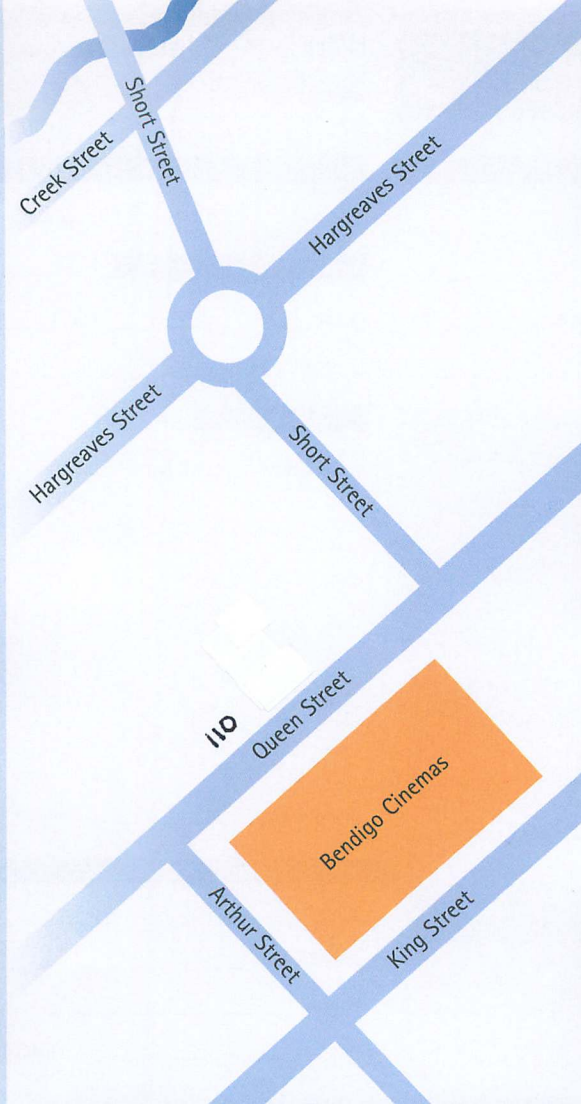 Short Street
Creek Street
Hargreaves Street
Hargreaves Street
Short Street
Queen Street
110
Bendigo Cinemas
Arthur Street
King Street